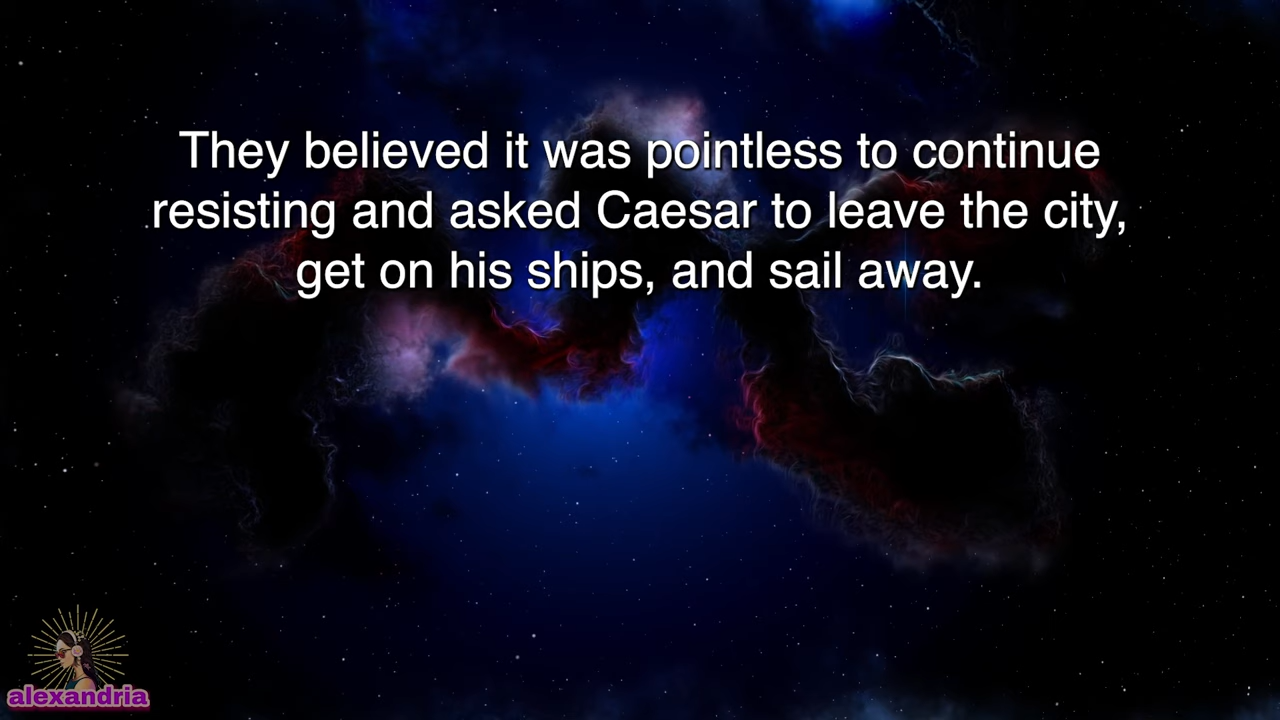 They believed it was pointless to continue
resisting and asked Caesar to leave the city,
get on his ships, and sail away.
alexandria